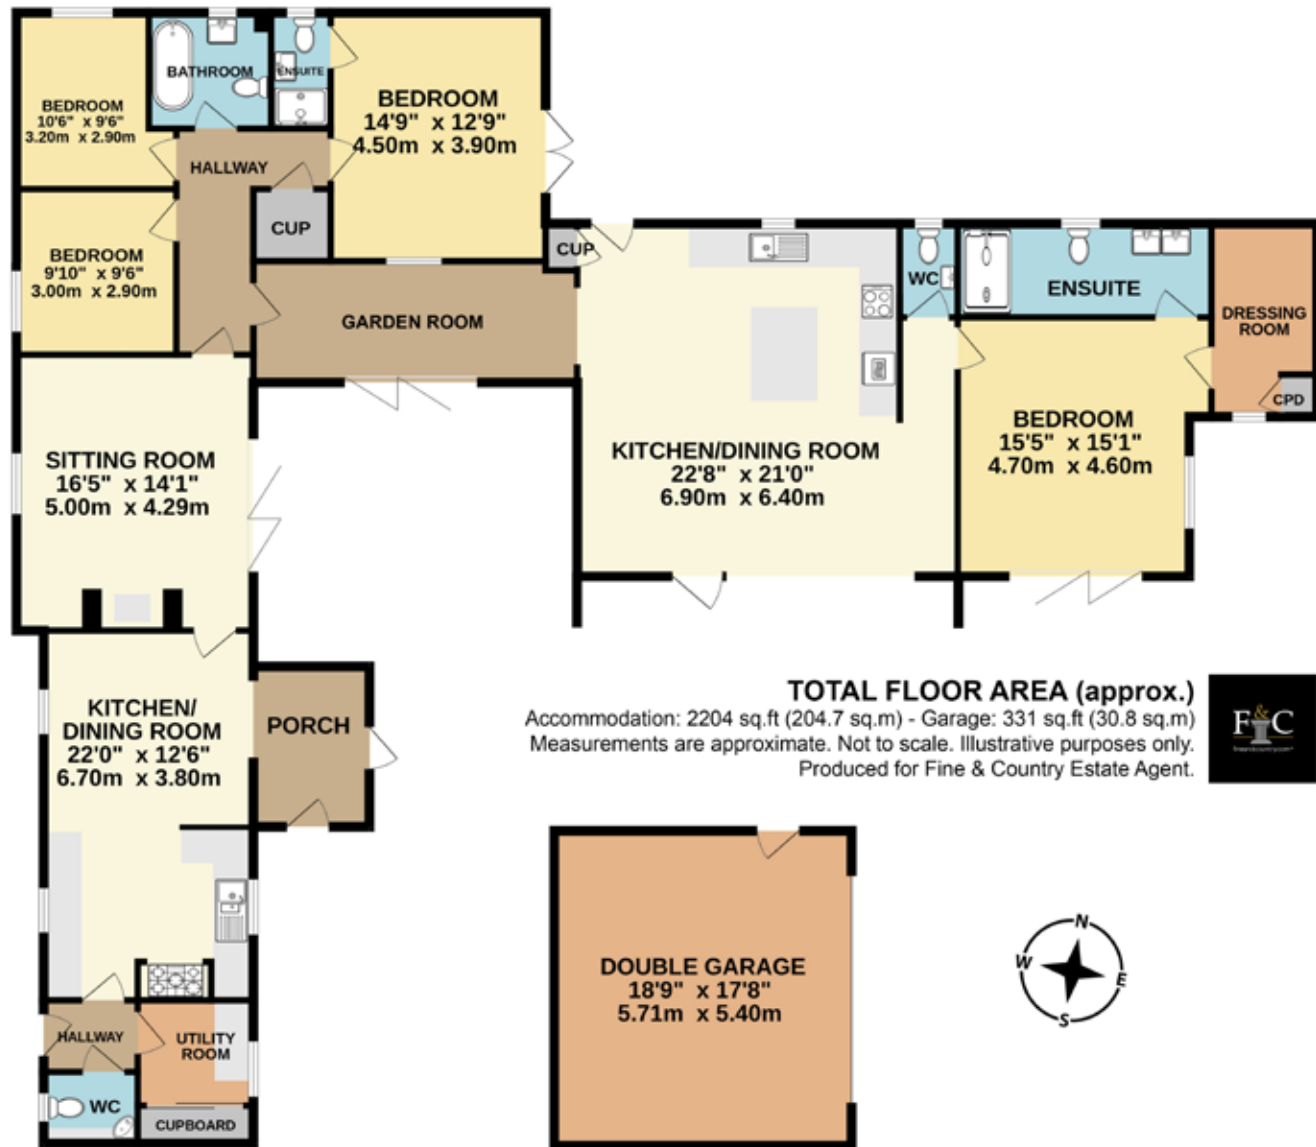 BEDROOM
10'6" x 9'6"
3.20m x 2.90m
BATHROOM
ENSUITE
BEDROOM
14'9" x 12'9"
4.50m x 3.90m
HALLWAY
CUP
BEDROOM
9'10" x 9'6"
3.00m x 2.90m
GARDEN ROOM
CUP
WC
ENSUITE
DRESSING
ROOM
CPD
KITCHEN/DINING ROOM
22'8" x 21'0"
6.90m x 6.40m
BEDROOM
15'5" x 15'1"
4.70m x 4.60m
SITTING ROOM
16'5" x 14'1"
5.00m x 4.29m
KITCHEN/
DINING ROOM
22'0" x 12'6"
6.70m x 3.80m
PORCH
TOTAL FLOOR AREA (approx.)
Accommodation: 2204 sq.ft (204.7 sq.m) - Garage: 331 sq.ft (30.8 sq.m)
Measurements are approximate. Not to scale. Illustrative purposes only.
Produced for Fine & Country Estate Agent.
F&C
DOUBLE GARAGE
18'9" x 17'8"
5.71m x 5.40m
N
W
E
S
HALLWAY
UTILITY
ROOM
WC
CUPBOARD